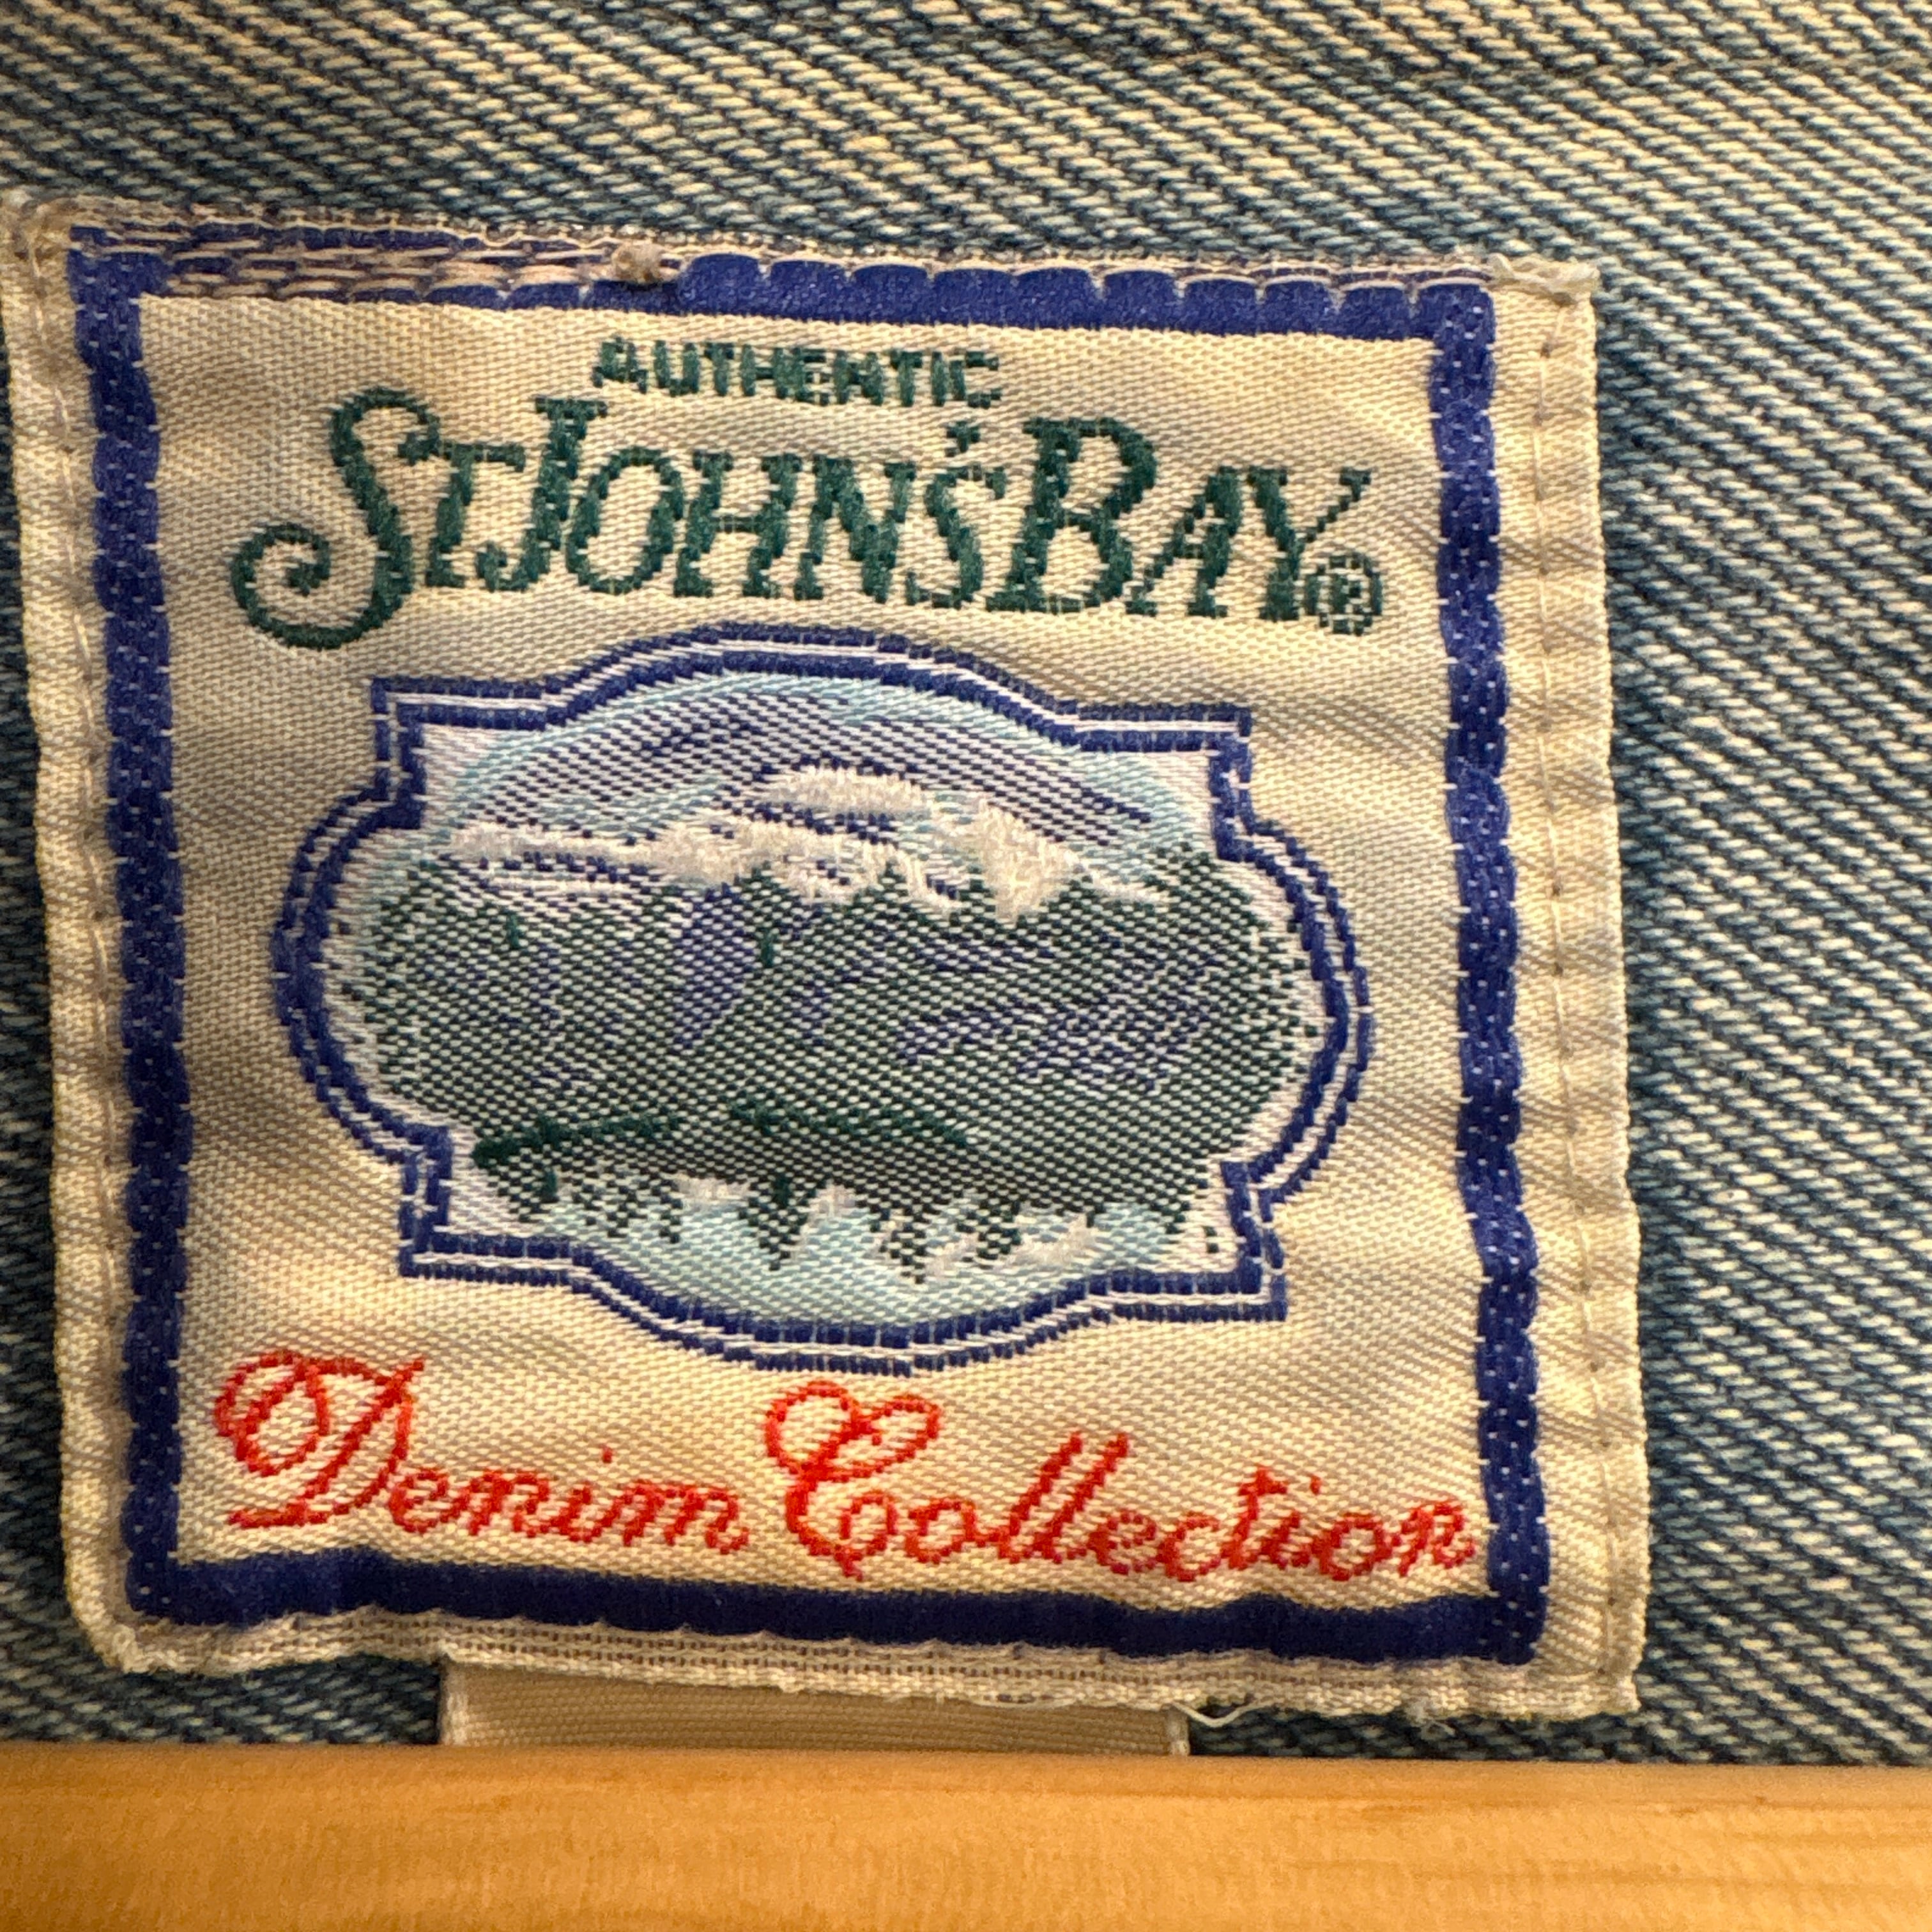 AUTHENTIC
ST JOHN'S BAY®
Denim Collection